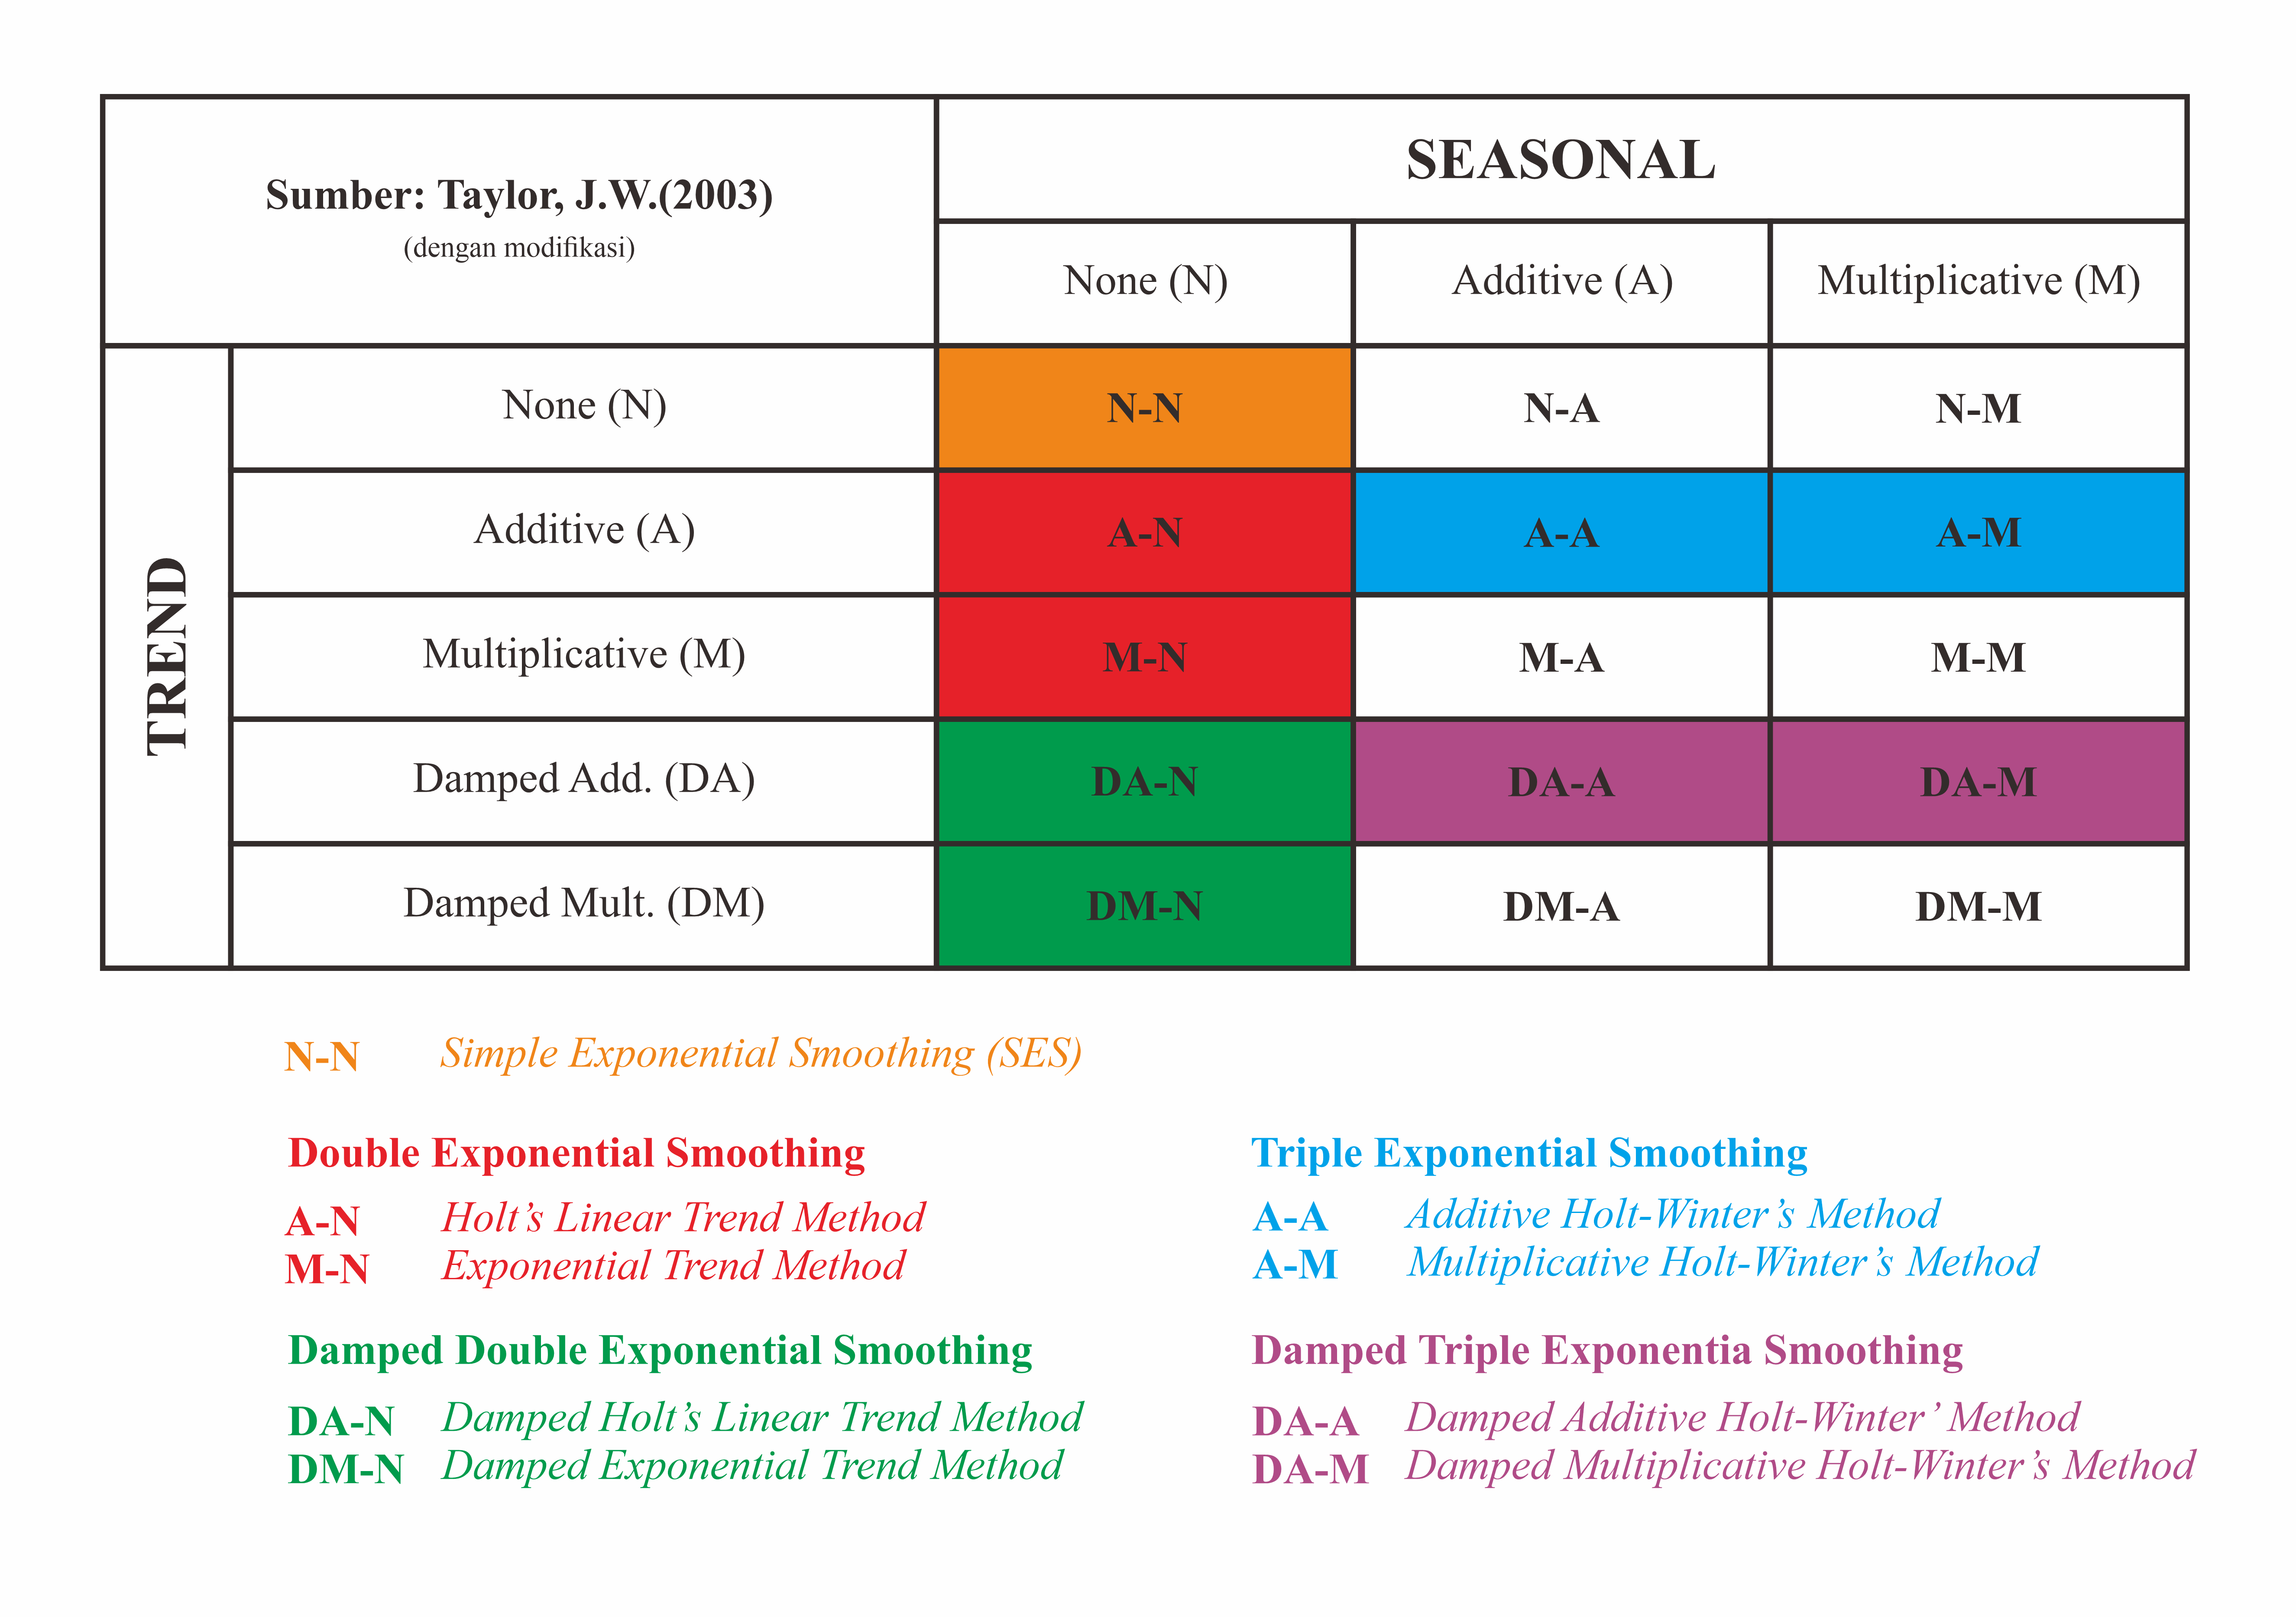 Sumber: Taylor, J.W.(2003)
(dengan modifikasi)
SEASONAL
None (N)
Additive (A)
Multiplicative (M)
TREND
None (N)
N-N
N-A
N-M
Additive (A)
A-N
A-A
A-M
Multiplicative (M)
M-N
M-A
M-M
Damped Add. (DA)
DA-N
DA-A
DA-M
Damped Mult. (DM)
DM-N
DM-A
DM-M
N-N Simple Exponential Smoothing (SES)
Double Exponential Smoothing
A-N Holt’s Linear Trend Method
M-N Exponential Trend Method
Triple Exponential Smoothing
A-A Additive Holt-Winter’s Method
A-M Multiplicative Holt-Winter’s Method
Damped Double Exponential Smoothing
DA-N Damped Holt’s Linear Trend Method
DM-N Damped Exponential Trend Method
Damped Triple Exponentia Smoothing
DA-A Damped Additive Holt-Winter’ Method
DA-M Damped Multiplicative Holt-Winter’s Method